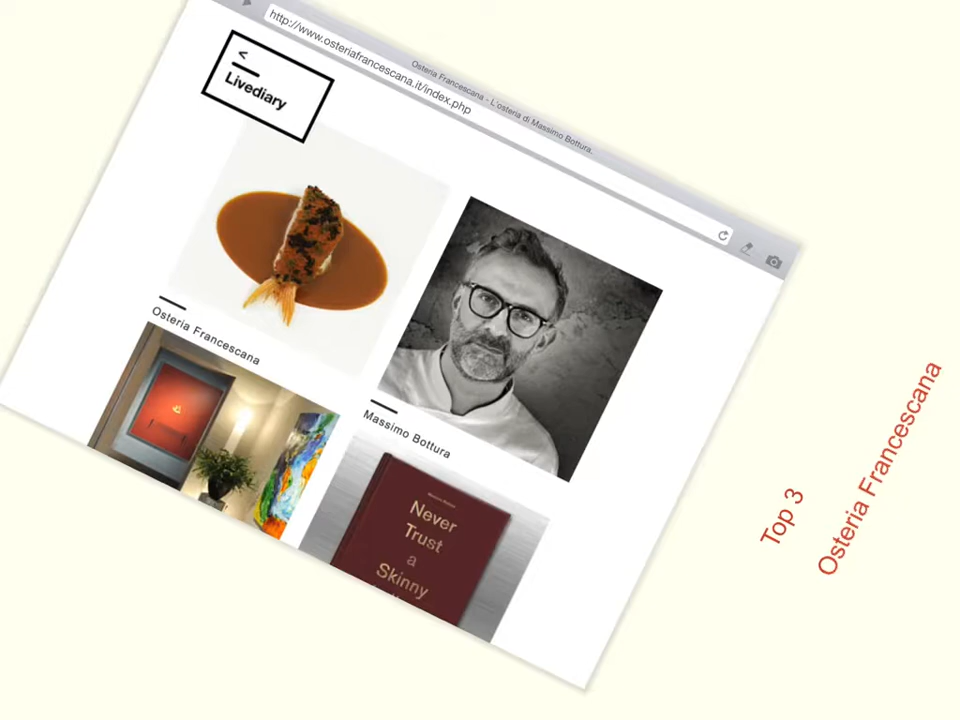 http://www.osteriafrancescana.it/index.php
Osteria Francescana - L'osteria di Massimo Bottura.
<
Livediary
Osteria Francescana
Massimo Bottura
Never
Trust
a
Skinny
Top 3
Osteria Francescana